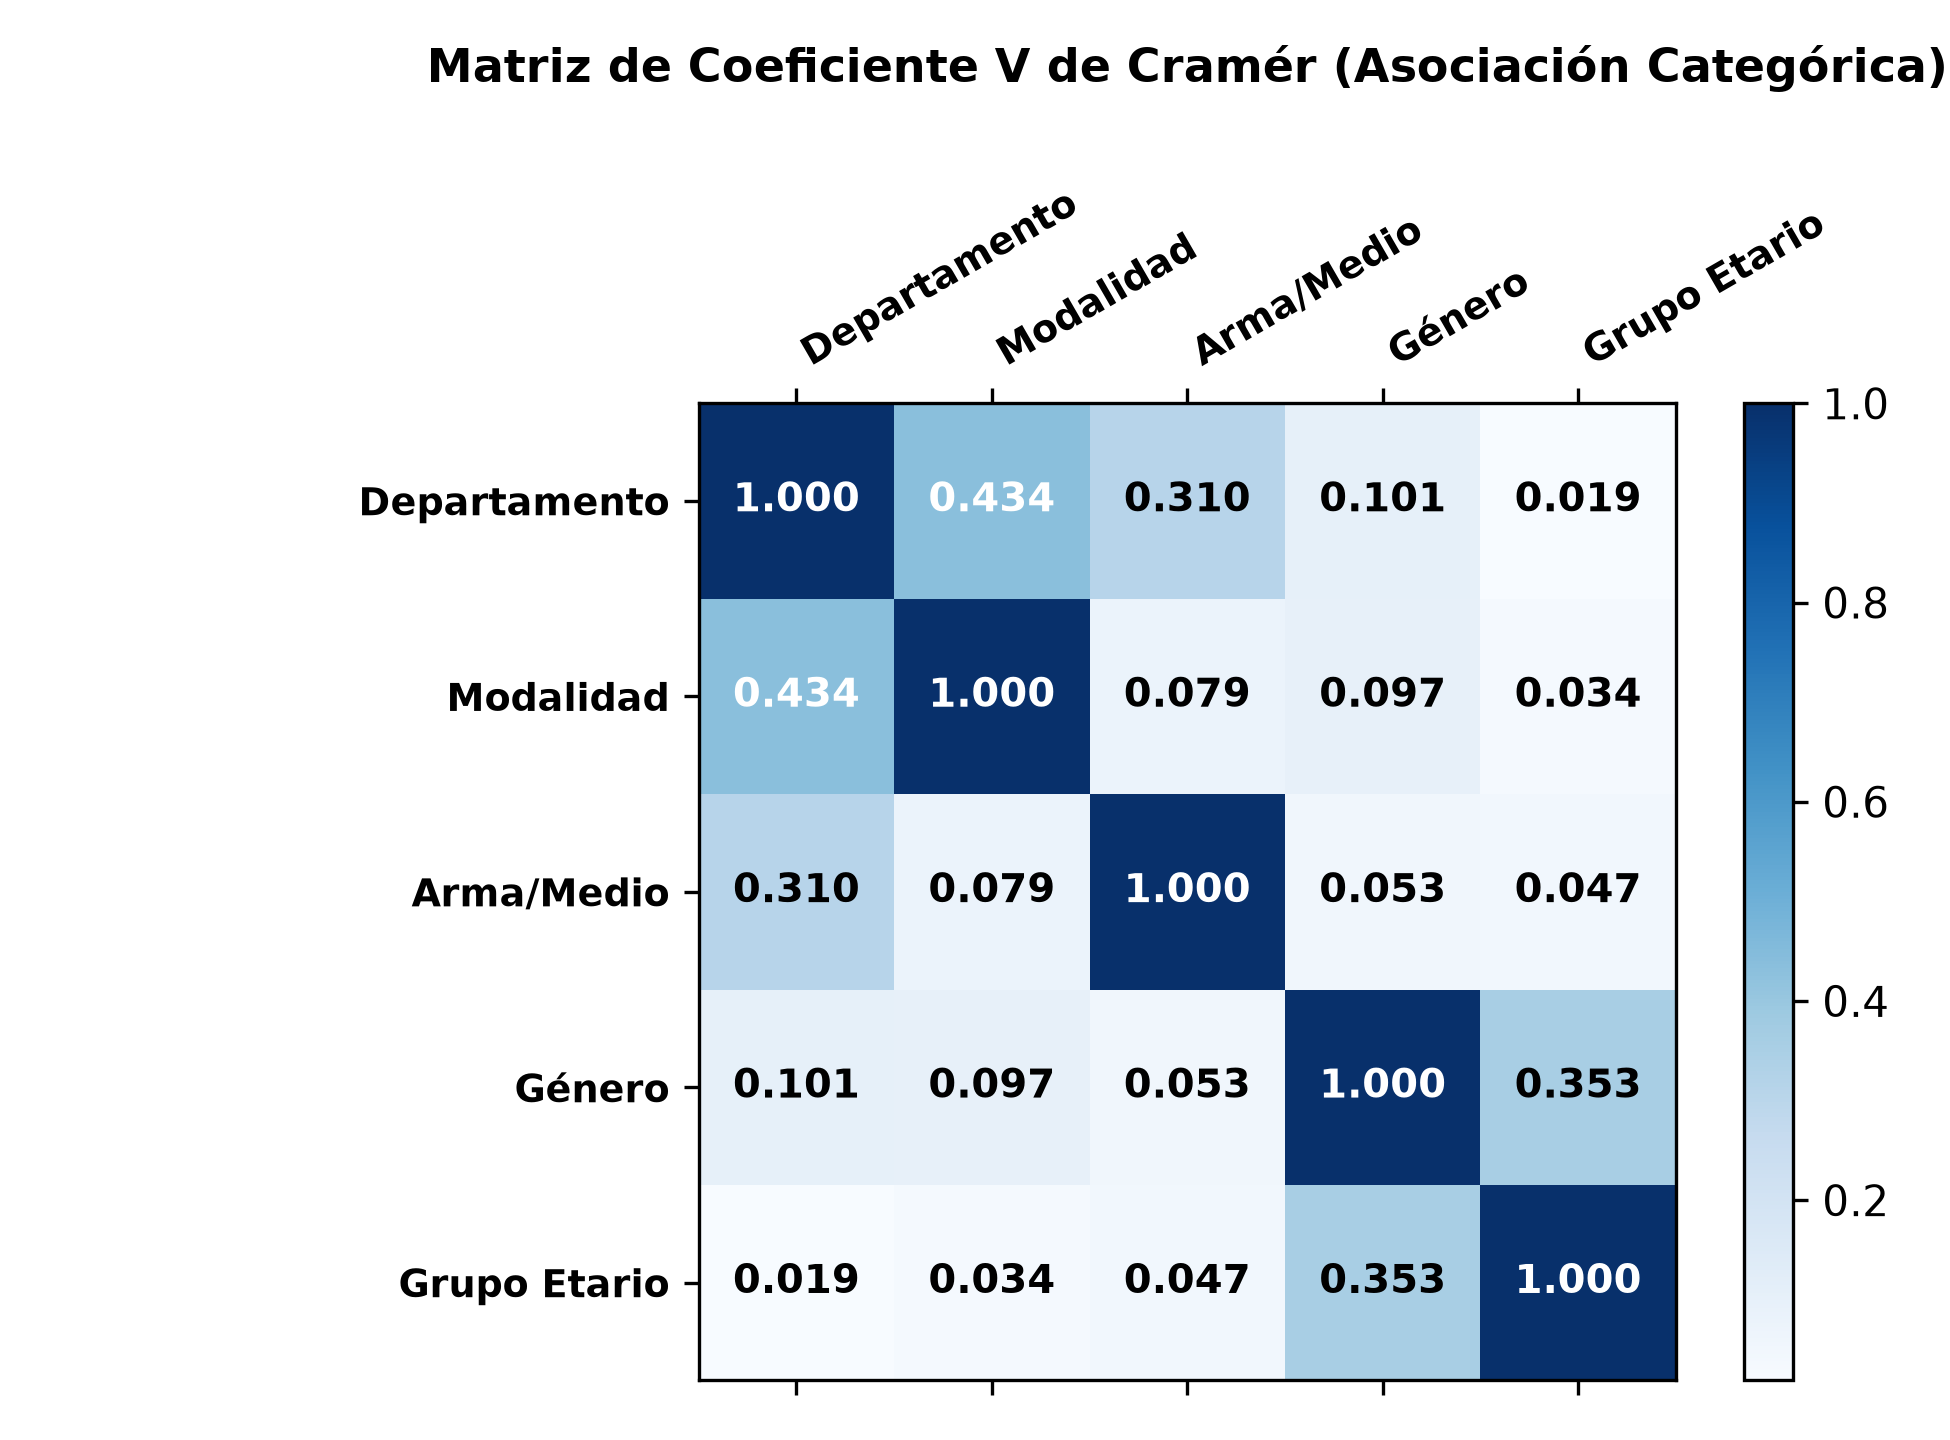 Matriz de Coeficiente V de Cramér (Asociación Categórica)
Departamento
Modalidad
Arma/Medio
Género
Grupo Etario
Departamento 1.000 0.434 0.310 0.101 0.019
Modalidad 0.434 1.000 0.079 0.097 0.034
Arma/Medio 0.310 0.079 1.000 0.053 0.047
Género 0.101 0.097 0.053 1.000 0.353
Grupo Etario 0.019 0.034 0.047 0.353 1.000
1.0
0.8
0.6
0.4
0.2